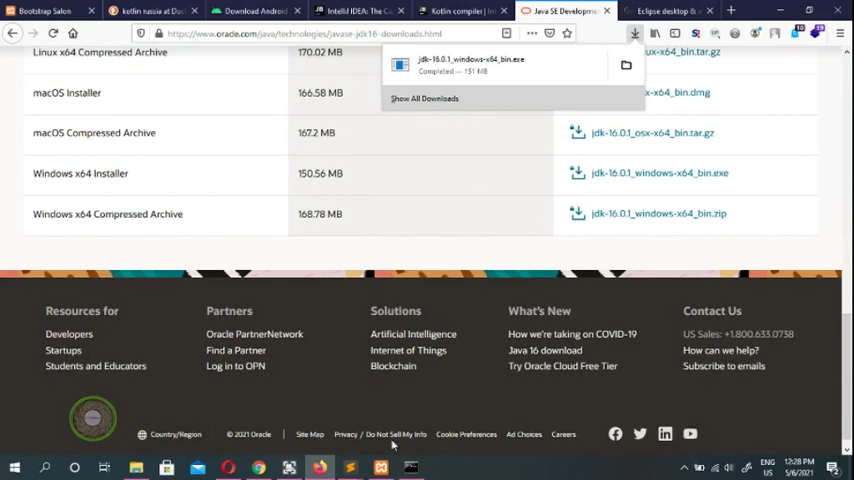 Bootstrap Salon
kotlin russia at Duc
Download Android
IntelliJ IDEA: The Ca
Kotlin compiler | Int
Java SE Developmen
Eclipse desktop &
https://www.oracle.com/java/technologies/javase-jdk16-downloads.html
10
9
jdk-16.0.1_windows-x64_bin.exe
Completed — 151 MB
Show All Downloads
Linux x64 Compressed Archive
170.02 MB
x64_bin.tar.gz
macOS Installer
166.58 MB
x-x64_bin.dmg
macOS Compressed Archive
167.2 MB
jdk-16.0.1_osx-x64_bin.tar.gz
Windows x64 Installer
150.56 MB
jdk-16.0.1_windows-x64_bin.exe
Windows x64 Compressed Archive
168.78 MB
jdk-16.0.1_windows-x64_bin.zip
Resources for
Developers
Startups
Students and Educators
Partners
Oracle PartnerNetwork
Find a Partner
Log in to OPN
Solutions
Artificial Intelligence
Internet of Things
Blockchain
What's New
How we're taking on COVID-19
Java 16 download
Try Oracle Cloud Free Tier
Contact Us
US Sales: +1.800.633.0738
How can we help?
Subscribe to emails
Country/Region
© 2021 Oracle
Site Map
Privacy / Do Not Sell My Info
Cookie Preferences
Ad Choices
Careers
ENG
US
12:28 PM
5/6/2021
2